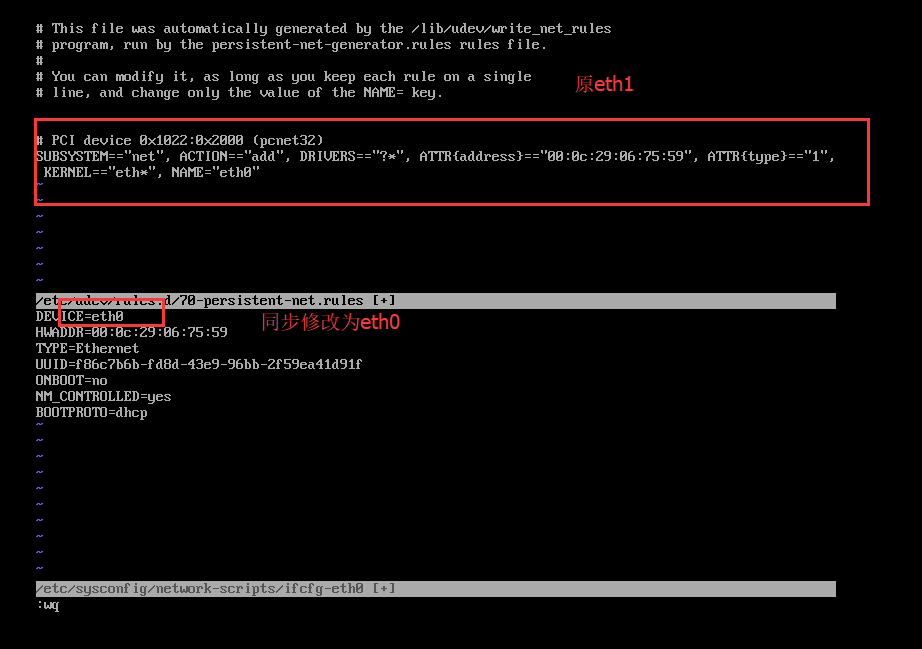 # This file was automatically generated by the /lib/udev/write_net_rules
# program, run by the persistent-net-generator.rules rules file.
#
# You can modify it, as long as you keep each rule on a single
# line, and change only the value of the NAME= key.
原eth1
# PCI device 0x1022:0x2000 (pcnet32)
SUBSYSTEM=="net", ACTION=="add", DRIVERS=="?*", ATTR{address}=="00:0c:29:06:75:59", ATTR{type}=="1",
KERNEL=="eth*", NAME="eth0"
~
~
~
~
~
~
~
/etc/udev/rules.d/70-persistent-net.rules [+]
DEVICE=eth0
同步修改为eth0
HWADDR=00:0c:29:06:75:59
TYPE=Ethernet
UUID=f86c7b6b-fd8d-43e9-96bb-2f59ea41d91f
ONBOOT=no
NM_CONTROLLED=yes
BOOTPROTO=dhcp
~
~
~
~
~
~
~
~
~
~
/etc/sysconfig/network-scripts/ifcfg-eth0 [+]
:wq